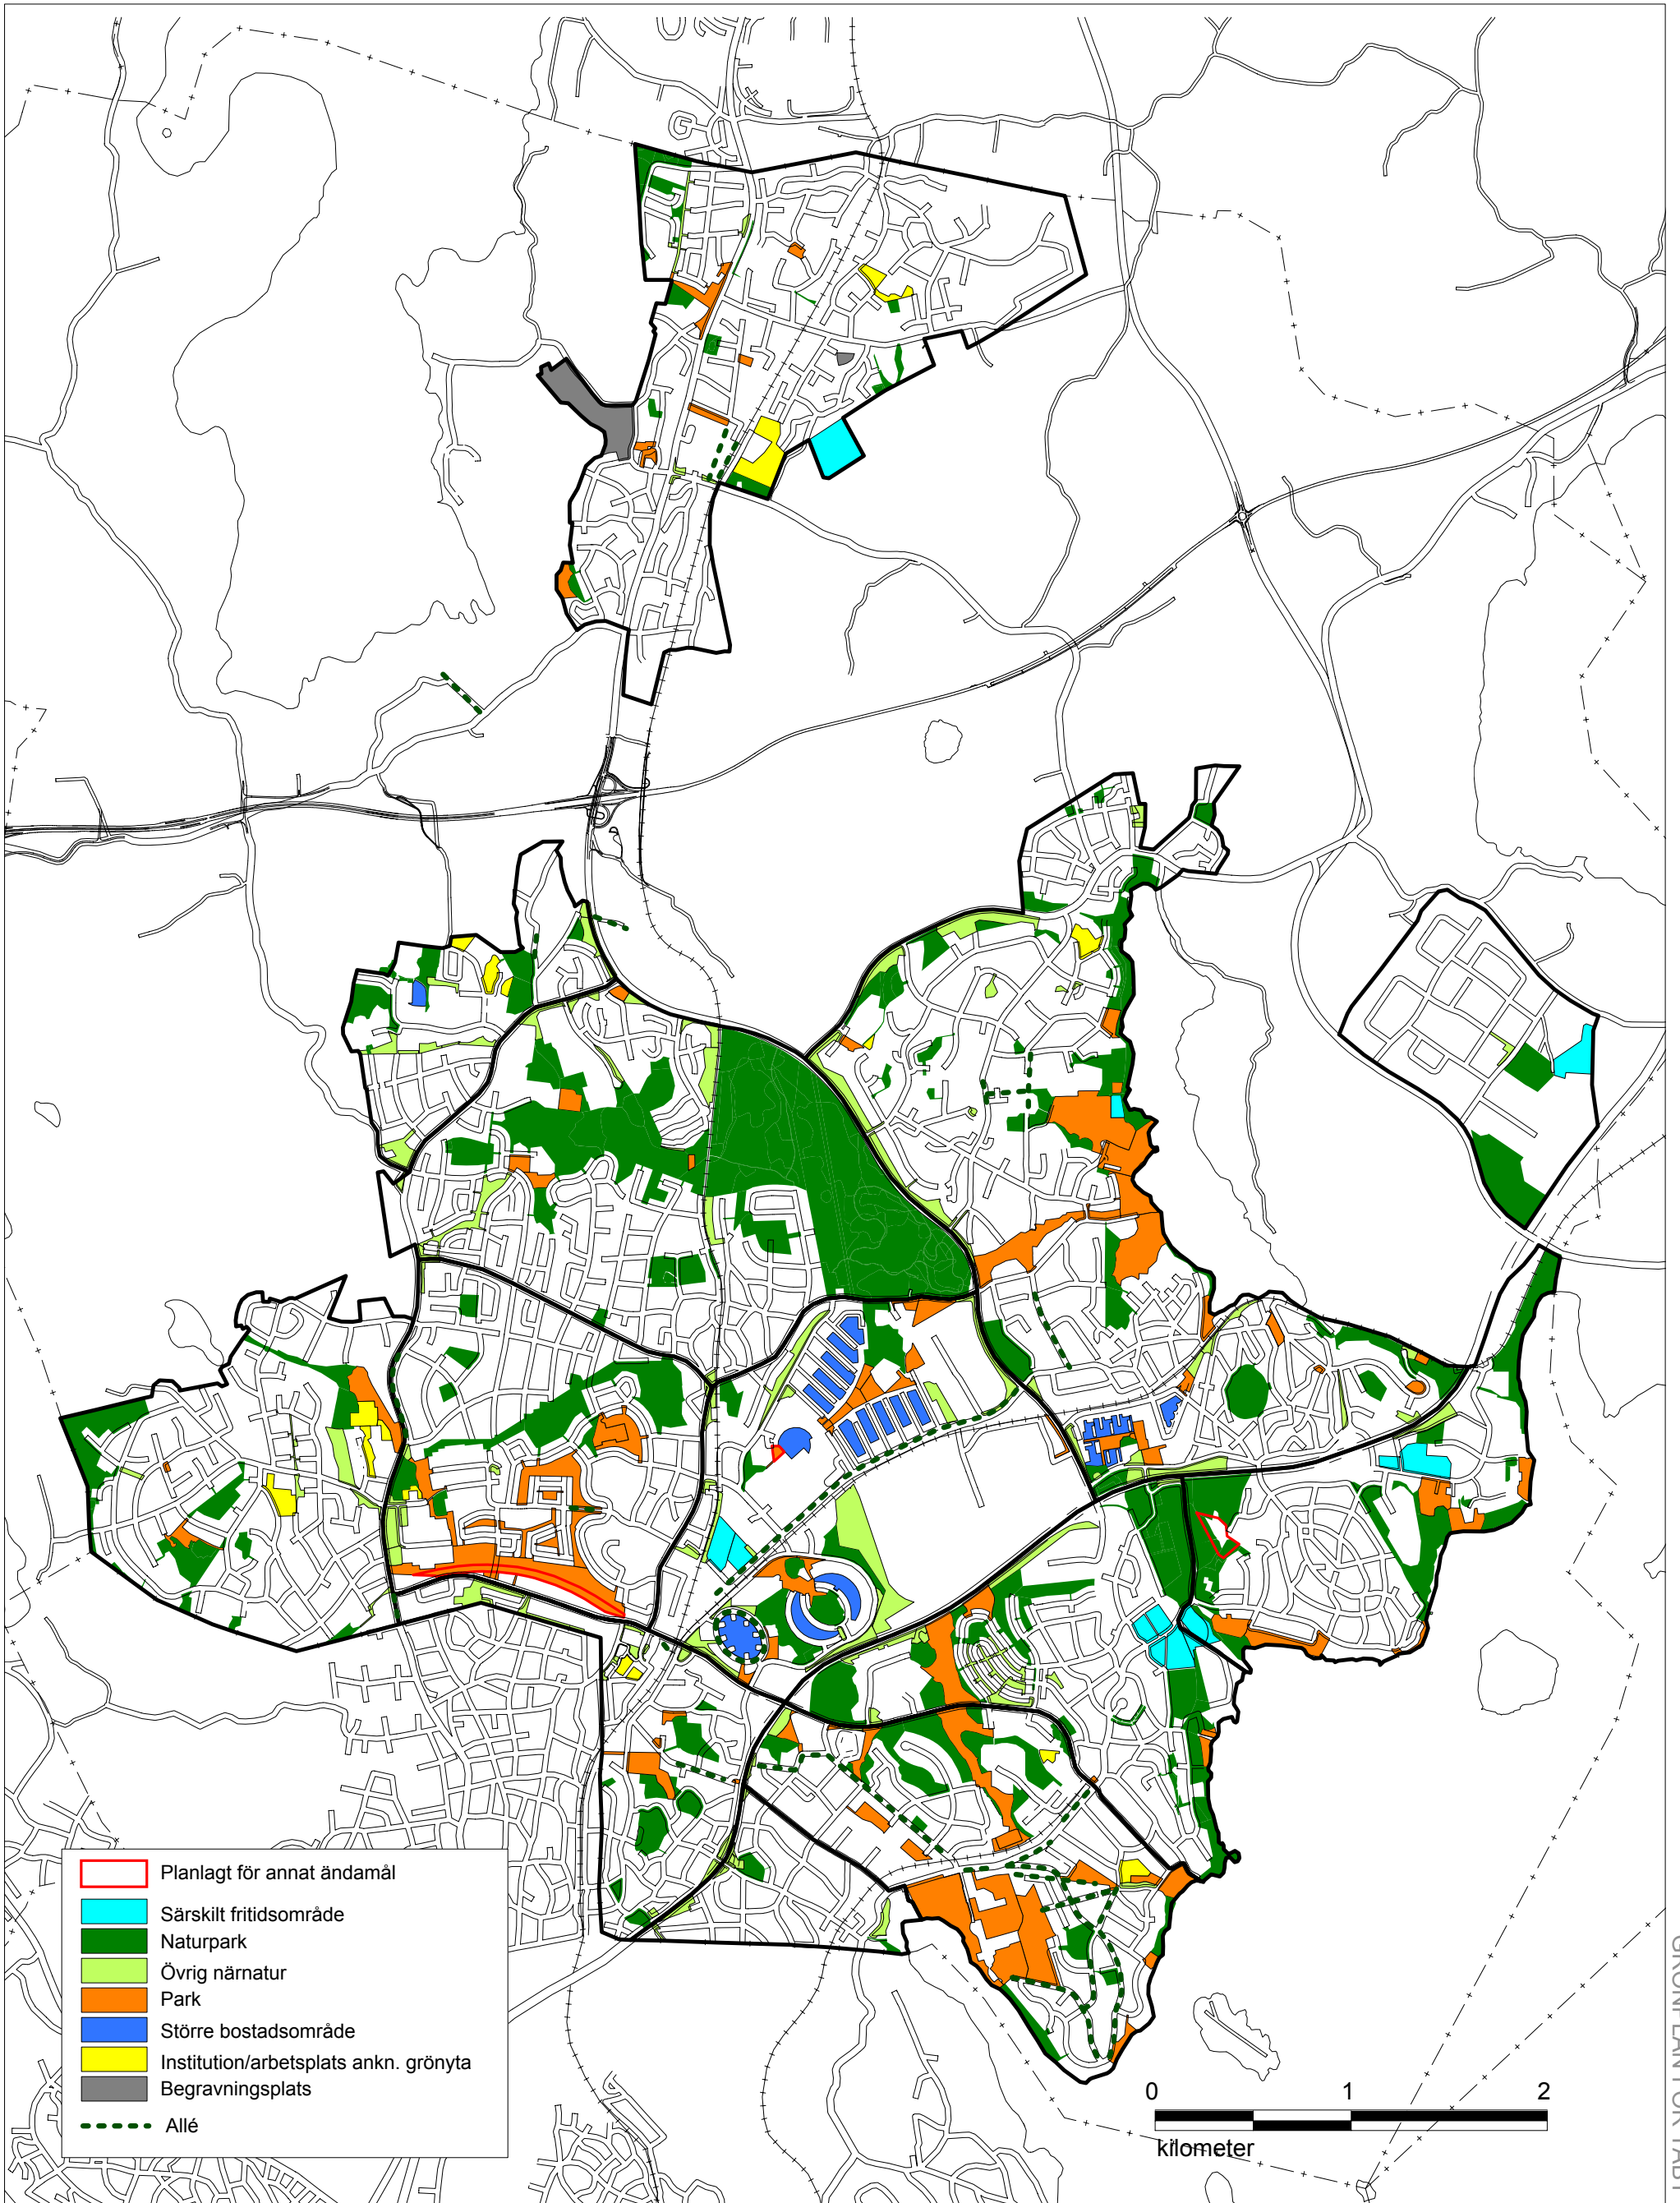 Planlagt för annat ändamål
Särskilt fritidsområde
Naturpark
Övrig närnatur
Park
Större bostadsområde
Institution/arbetsplats ankn. grönyta
Begravningsplats
Allé
0 1 2
kilometer